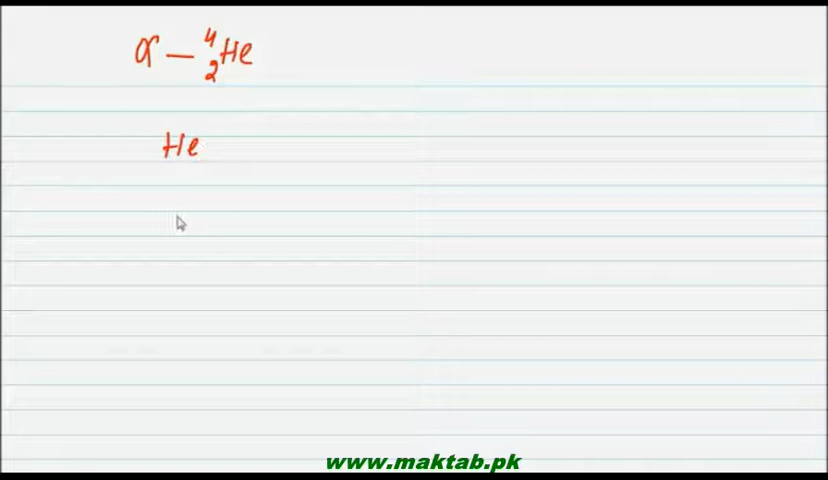 α — ⁴₂He
He
www.maktab.pk